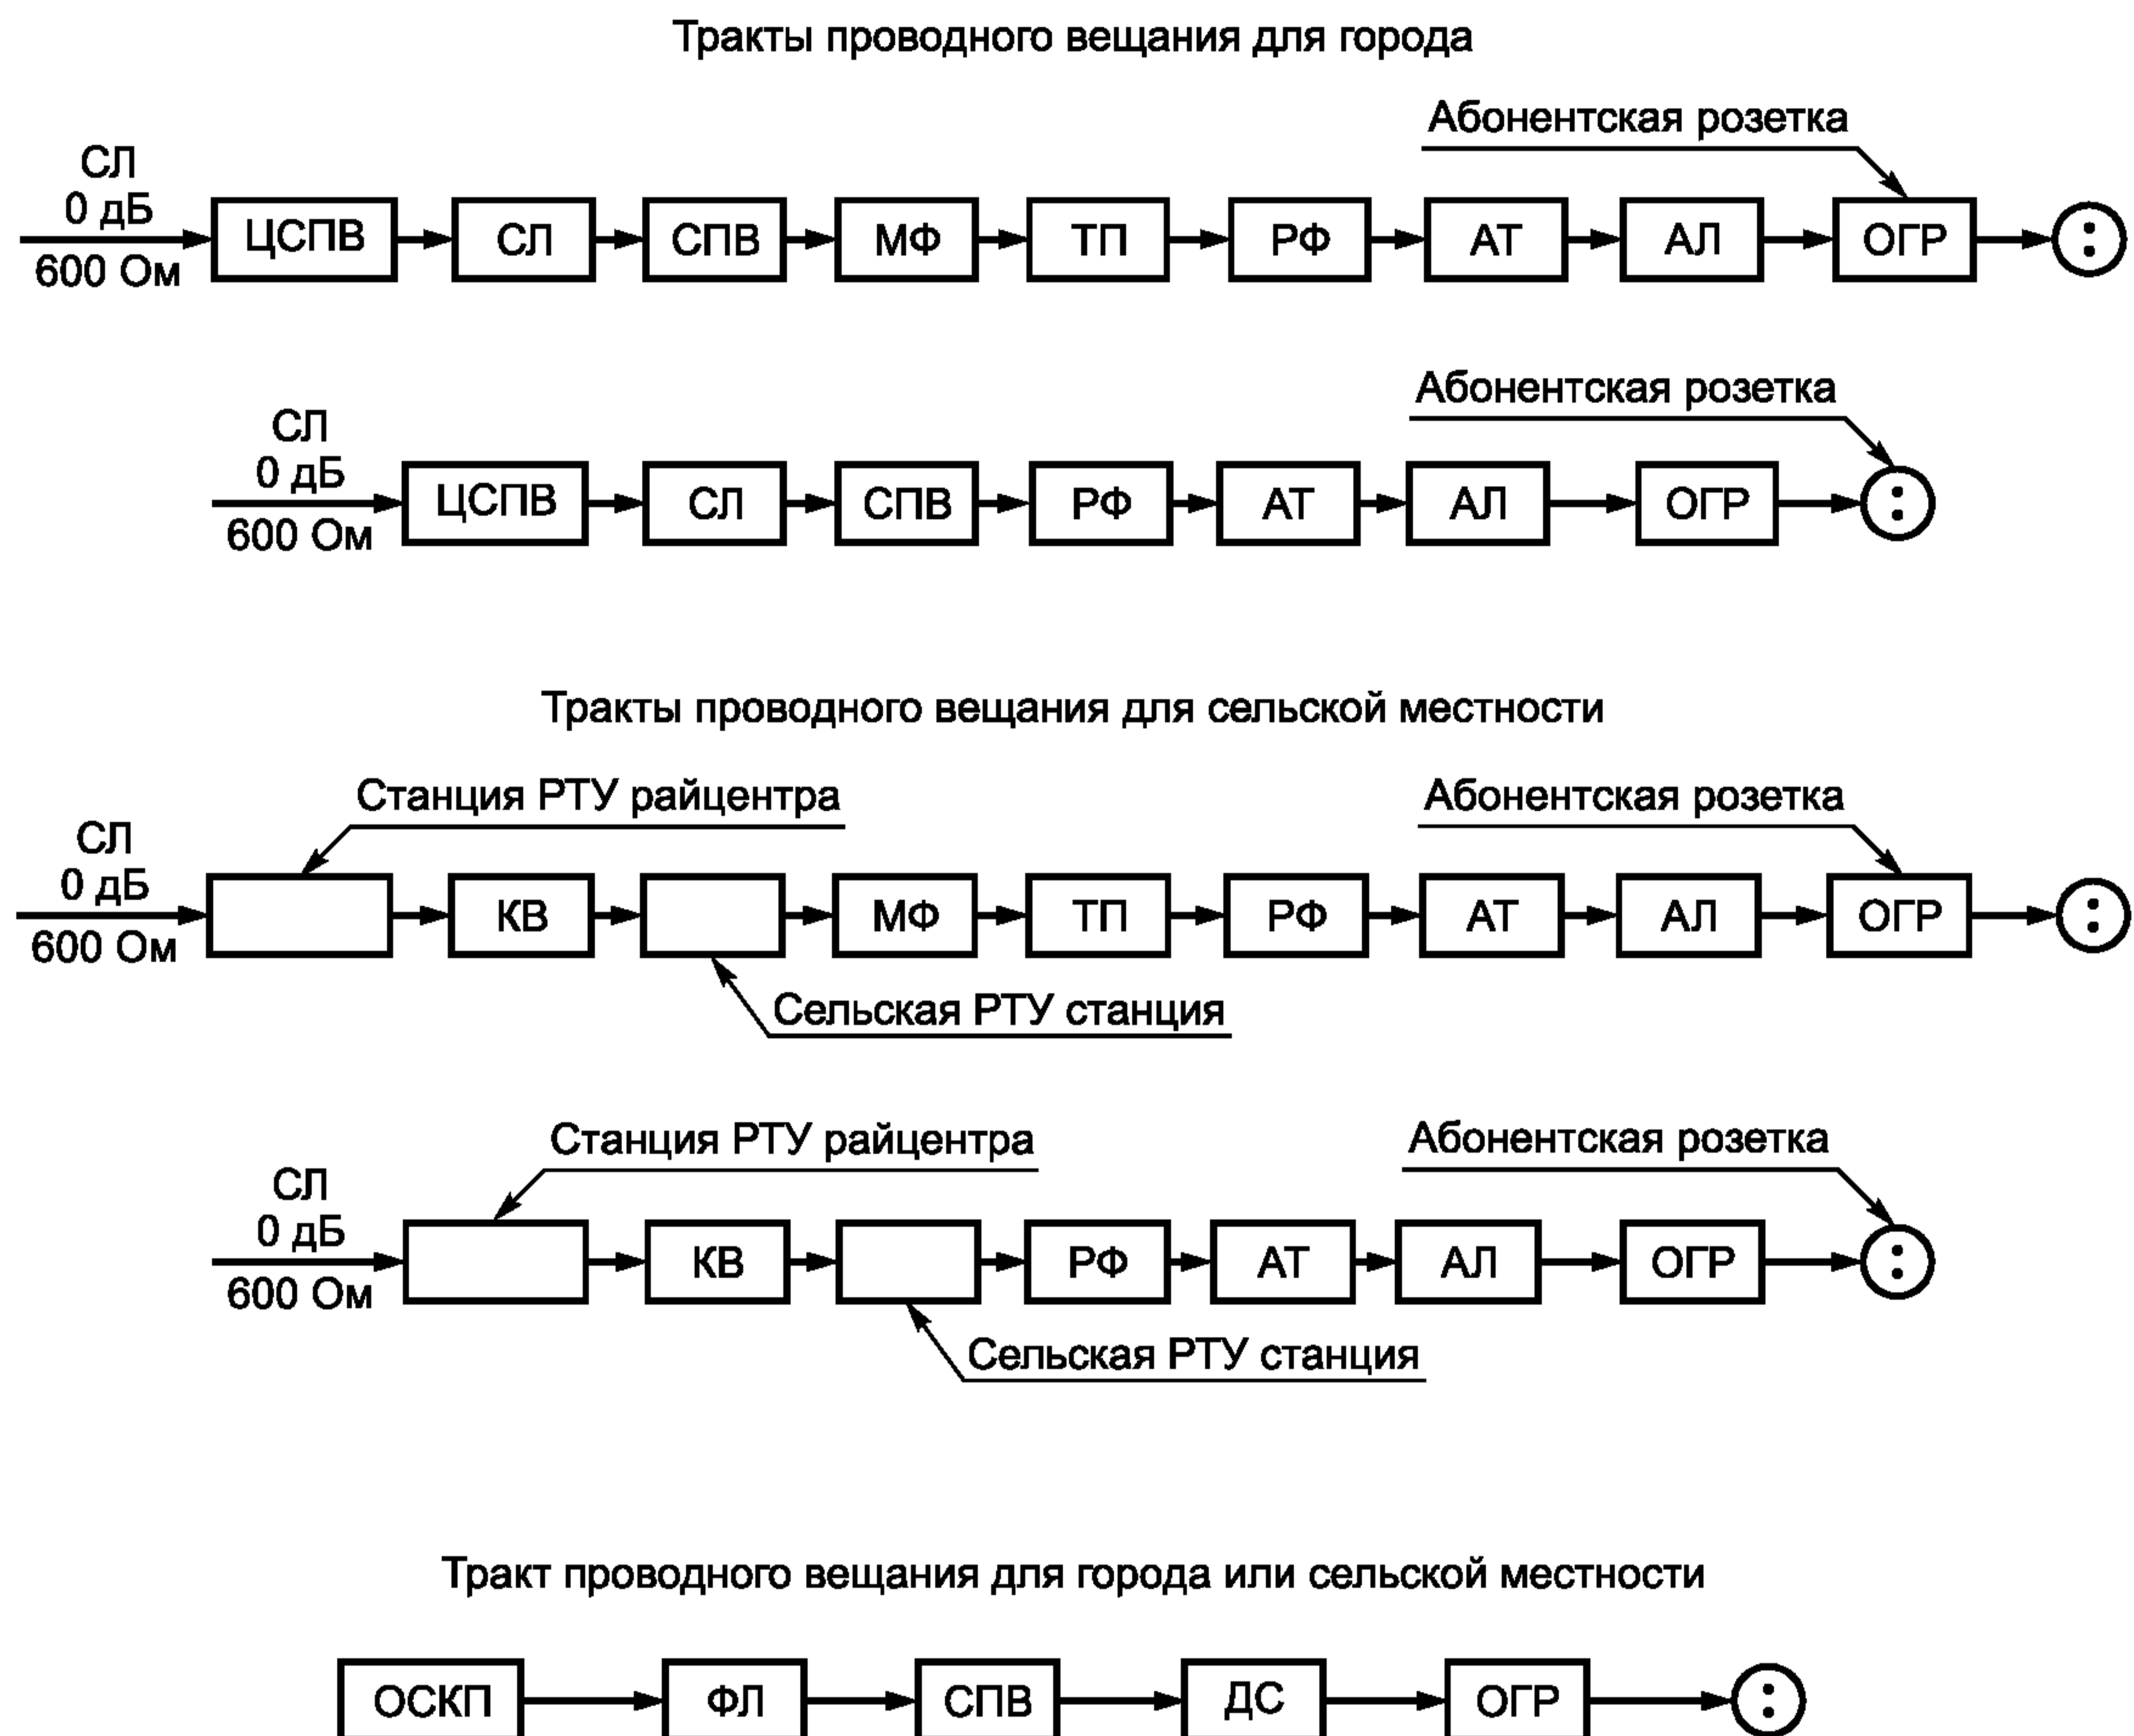 Тракты проводного вещания для города
Абонентская розетка
СЛ
0 дБ
600 Ом
ЦСПВ СЛ СПВ МФ ТП РФ АТ АЛ ОГР
Абонентская розетка
СЛ
0 дБ
600 Ом
ЦСПВ СЛ СПВ РФ АТ АЛ ОГР
Тракты проводного вещания для сельской местности
Станция РТУ райцентра
Абонентская розетка
СЛ
0 дБ
600 Ом
КВ МФ ТП РФ АТ АЛ ОГР
Сельская РТУ станция
Станция РТУ райцентра
Абонентская розетка
СЛ
0 дБ
600 Ом
КВ РФ АТ АЛ ОГР
Сельская РТУ станция
Тракт проводного вещания для города или сельской местности
ОСКП ФЛ СПВ ДС ОГР